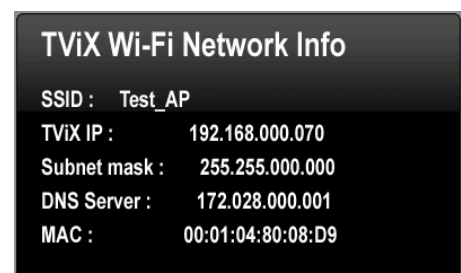 TViX Wi-Fi Network Info
SSID : Test_AP
TViX IP : 192.168.000.070
Subnet mask : 255.255.000.000
DNS Server : 172.028.000.001
MAC : 00:01:04:80:08:D9